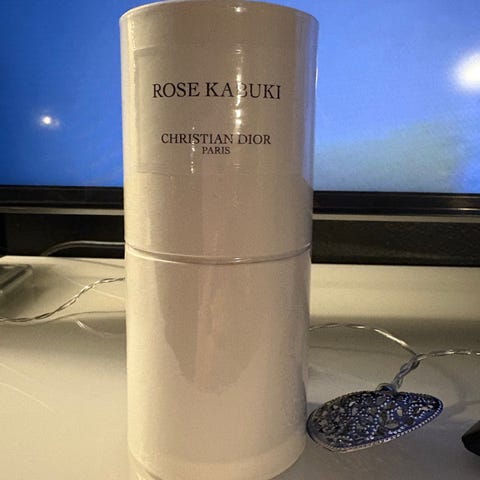 ROSE KABUKI
CHRISTIAN DIOR
PARIS